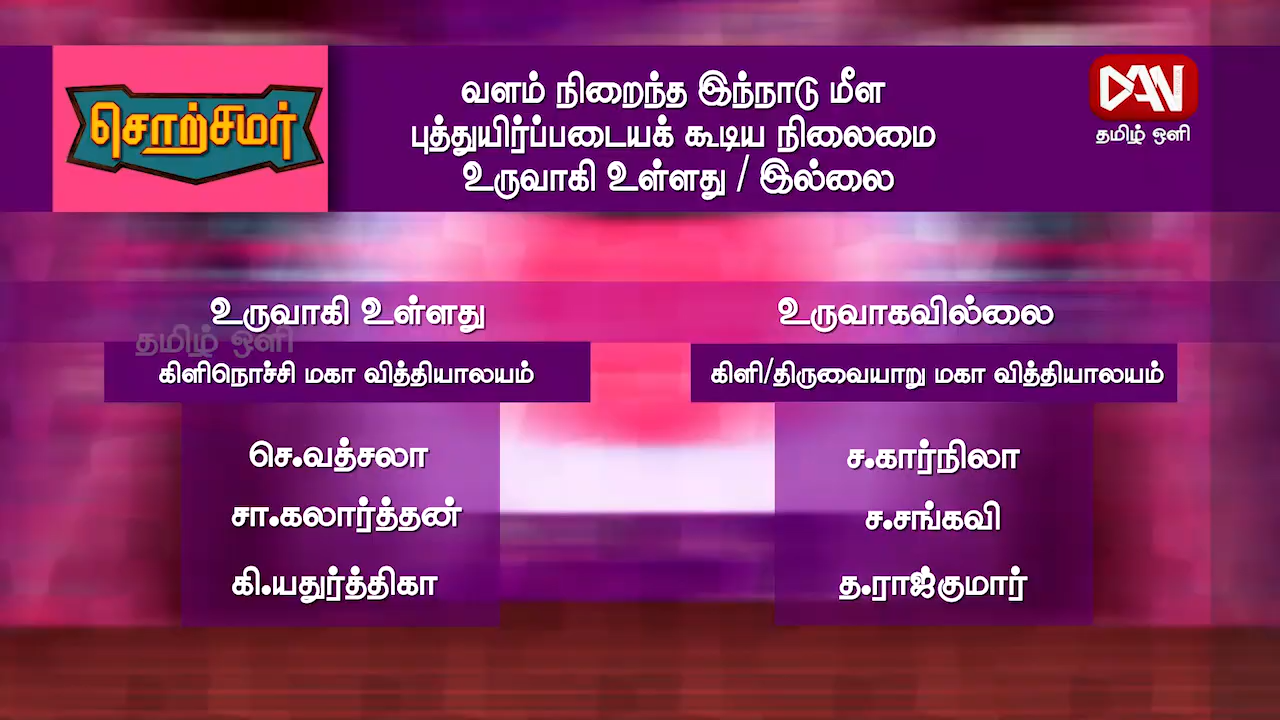 சொற்சிமர்
வளம் நிறைந்த இந்நாடு மீள
புத்துயிர்ப்படையக் கூடிய நிலைமை
உருவாகி உள்ளது / இல்லை
DAN
தமிழ் ஒளி
உருவாகி உள்ளது
உருவாகவில்லை
தமிழ் ஒளி
கிளிநொச்சி மகா வித்தியாலயம்
கிளி/திருவையாறு மகா வித்தியாலயம்
செ.வத்சலா
ச.கார்நிலா
சா.கலார்த்தன்
ச.சங்கவி
கி.யதுர்த்திகா
த.ராஜ்குமார்